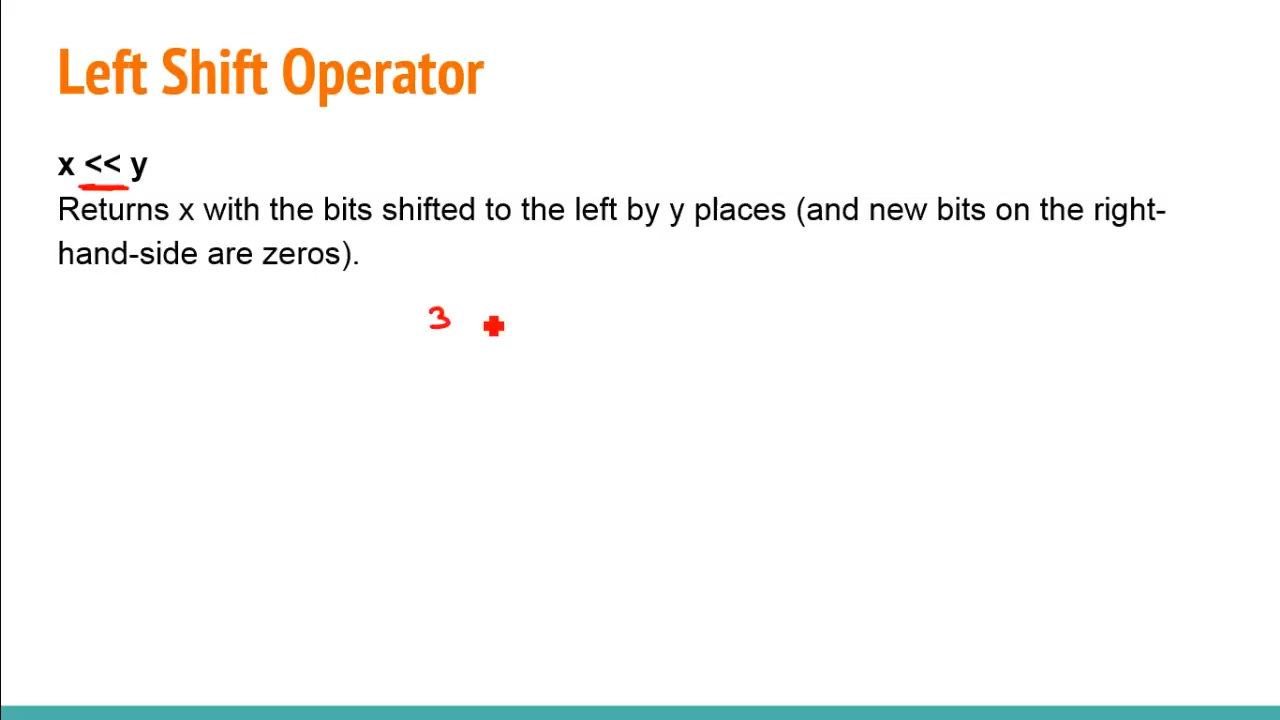 Left Shift Operator
x << y
Returns x with the bits shifted to the left by y places (and new bits on the right-
hand-side are zeros).
3